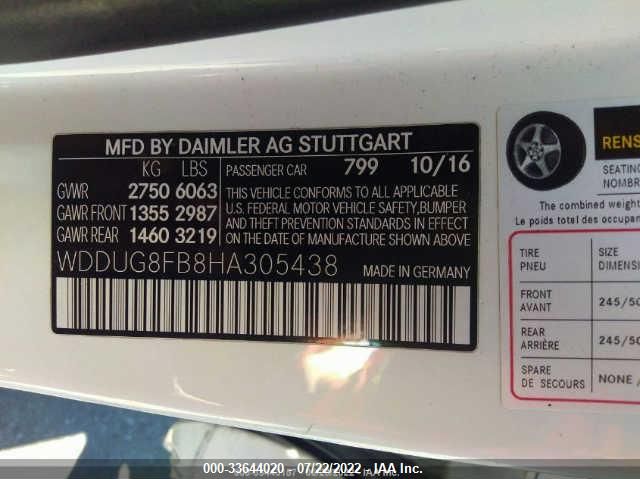 MFD BY DAIMLER AG STUTTGART
KG LBS PASSENGER CAR 799 10/16
GVWR 2750 6063
GAWR FRONT 1355 2987
GAWR REAR 1460 3219
THIS VEHICLE CONFORMS TO ALL APPLICABLE
U.S. FEDERAL MOTOR VEHICLE SAFETY, BUMPER
AND THEFT PREVENTION STANDARDS IN EFFECT
ON THE DATE OF MANUFACTURE SHOWN ABOVE
WDDUG8FB8HA305438 MADE IN GERMANY
RENS
SEATING
NOMBR
The combined weight
Le poids total des occupa
TIRE
PNEU
SIZE
DIMENSI
FRONT
AVANT
245/50
REAR
ARRIÈRE
245/50
SPARE
DE SECOURS
NONE /
000-33644020 - 07/22/2022 - IAA Inc.